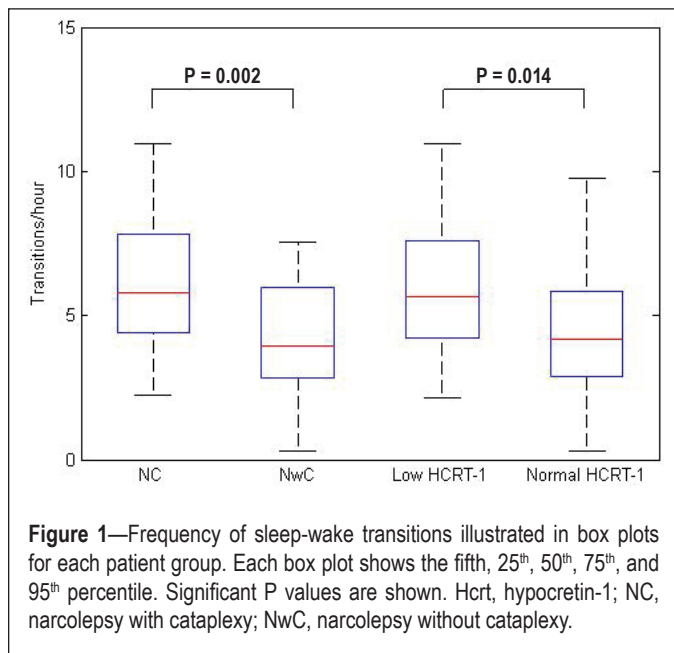 15
P = 0.002
P = 0.014
10
Transitions/hour
5
0
NC
NwC
Low HCRT-1
Normal HCRT-1
Figure 1—Frequency of sleep-wake transitions illustrated in box plots
for each patient group. Each box plot shows the fifth, 25th, 50th, 75th, and
95th percentile. Significant P values are shown. Hcrt, hypocretin-1; NC,
narcolepsy with cataplexy; NwC, narcolepsy without cataplexy.